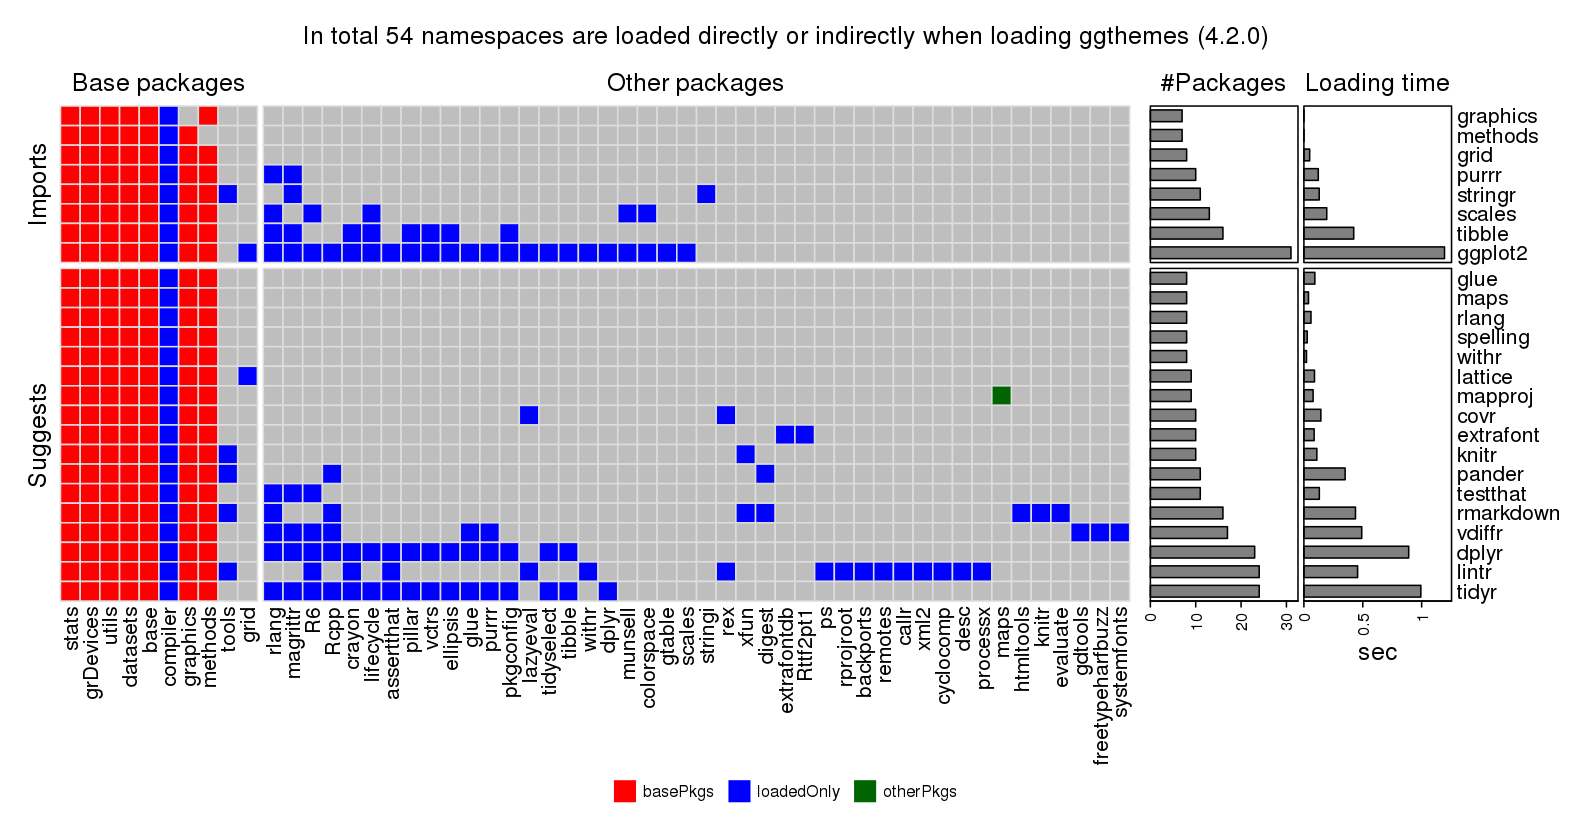 In total 54 namespaces are loaded directly or indirectly when loading ggthemes (4.2.0)
Base packages
Other packages
#Packages
Loading time
Imports
graphics
methods
grid
purrr
stringr
scales
tibble
ggplot2
Suggests
glue
maps
rlang
spelling
withr
lattice
mapproj
covr
extrafont
knitr
pander
testthat
rmarkdown
vdiffr
dplyr
lintr
tidyr
stats
grDevices
utils
datasets
base
compiler
graphics
methods
tools
grid
rlang
magrittr
R6
Rcpp
crayon
lifecycle
assertthat
pillar
vctrs
ellipsis
glue
purrr
pkgconfig
lazyeval
tidyselect
tibble
withr
dplyr
munsell
colorspace
gtable
scales
stringi
rex
xfun
digest
extrafontdb
Rttf2pt1
ps
rprojroot
backports
remotes
callr
xml2
cyclocomp
desc
processx
maps
htmltools
knitr
evaluate
gdtools
freetypeharfbuzz
systemfonts
0
10
20
30
0
0.5
1
sec
basePkgs
loadedOnly
otherPkgs